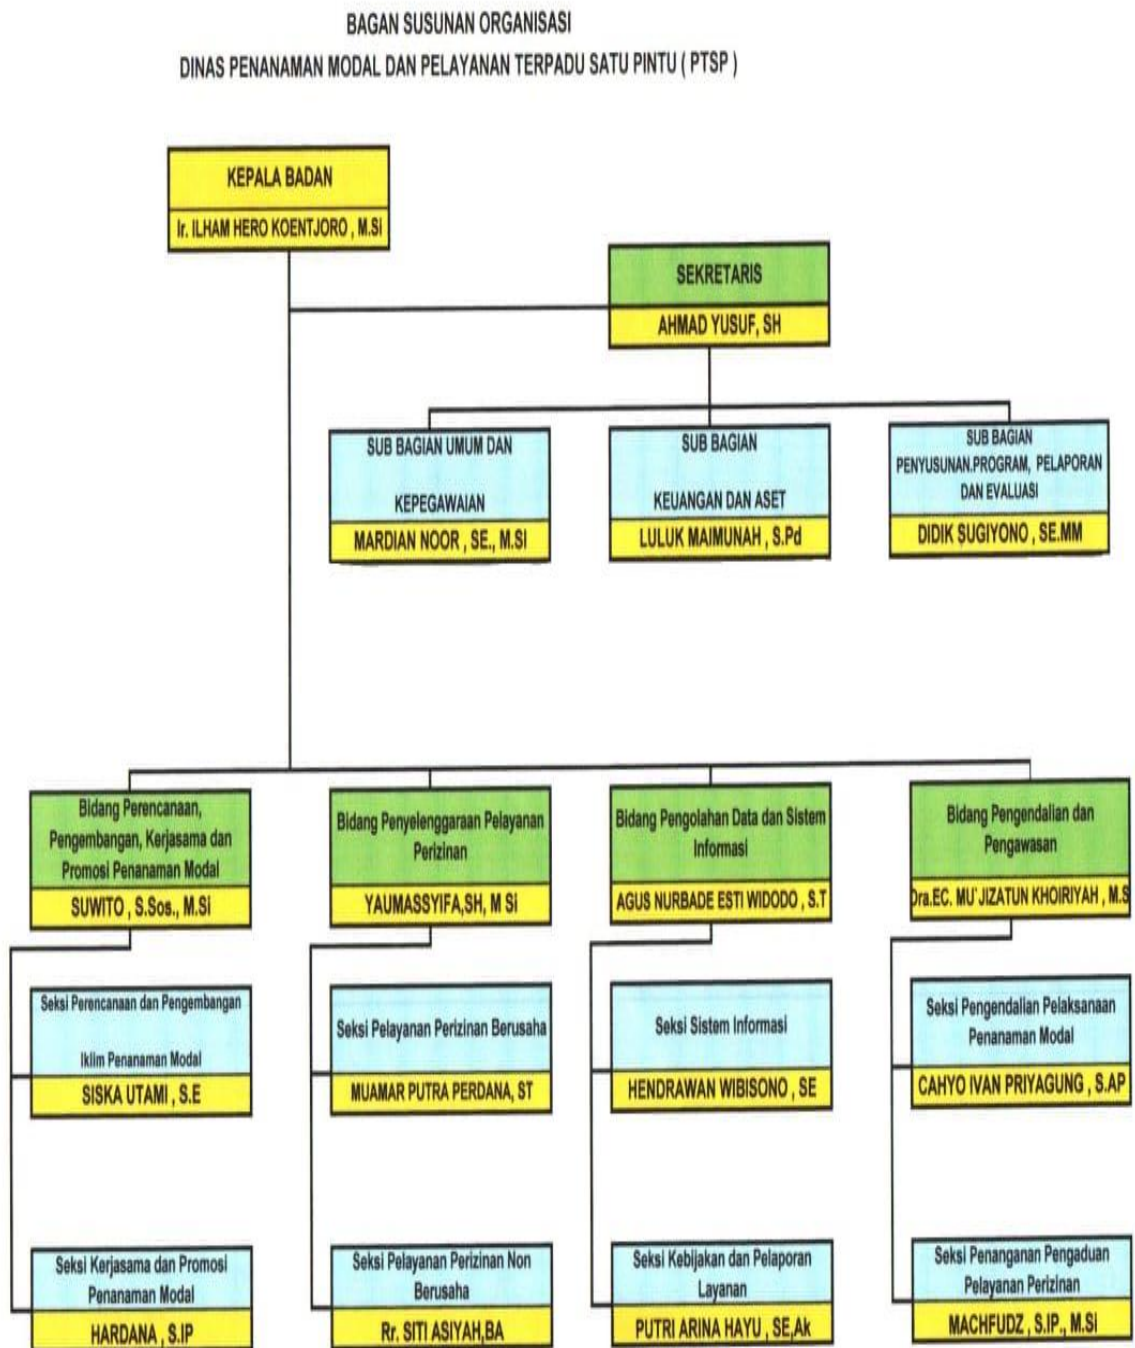 BAGAN SUSUNAN ORGANISASI
DINAS PENANAMAN MODAL DAN PELAYANAN TERPADU SATU PINTU ( PTSP )
KEPALA BADAN
Ir. ILHAM HERO KOENTJORO , M.Si
SEKRETARIS
AHMAD YUSUF, SH
SUB BAGIAN UMUM DAN
KEPEGAWAIAN
MARDIAN NOOR , SE., M.SI
SUB BAGIAN
KEUANGAN DAN ASET
LULUK MAIMUNAH , S.Pd
SUB BAGIAN
PENYUSUNAN.PROGRAM, PELAPORAN
DAN EVALUASI
DIDIK SUGIYONO , SE.MM
Bidang Perencanaan,
Pengembangan, Kerjasama dan
Promosi Penanaman Modal
SUWITO , S.Sos., M.Si
Bidang Penyelenggaraan Pelayanan
Perizinan
YAUMASSYIFA,SH, M Si
Bidang Pengolahan Data dan Sistem
Informasi
AGUS NURBADE ESTI WIDODO , S.T
Bidang Pengendalian dan
Pengawasan
Dra.EC. MU`JIZATUN KHOIRIYAH , M.S
Seksi Perencanaan dan Pengembangan
Iklim Penanaman Modal
SISKA UTAMI , S.E
Seksi Pelayanan Perizinan Berusaha
MUAMAR PUTRA PERDANA, ST
Seksi Sistem Informasi
HENDRAWAN WIBISONO , SE
Seksi Pengendalian Pelaksanaan
Penanaman Modal
CAHYO IVAN PRIYAGUNG , S.AP
Seksi Kerjasama dan Promosi
Penanaman Modal
HARDANA , S.IP
Seksi Pelayanan Perizinan Non
Berusaha
Rr. SITI ASIYAH,BA
Seksi Kebijakan dan Pelaporan
Layanan
PUTRI ARINA HAYU , SE,Ak
Seksi Penanganan Pengaduan
Pelayanan Perizinan
MACHFUDZ , S.IP., M.Si